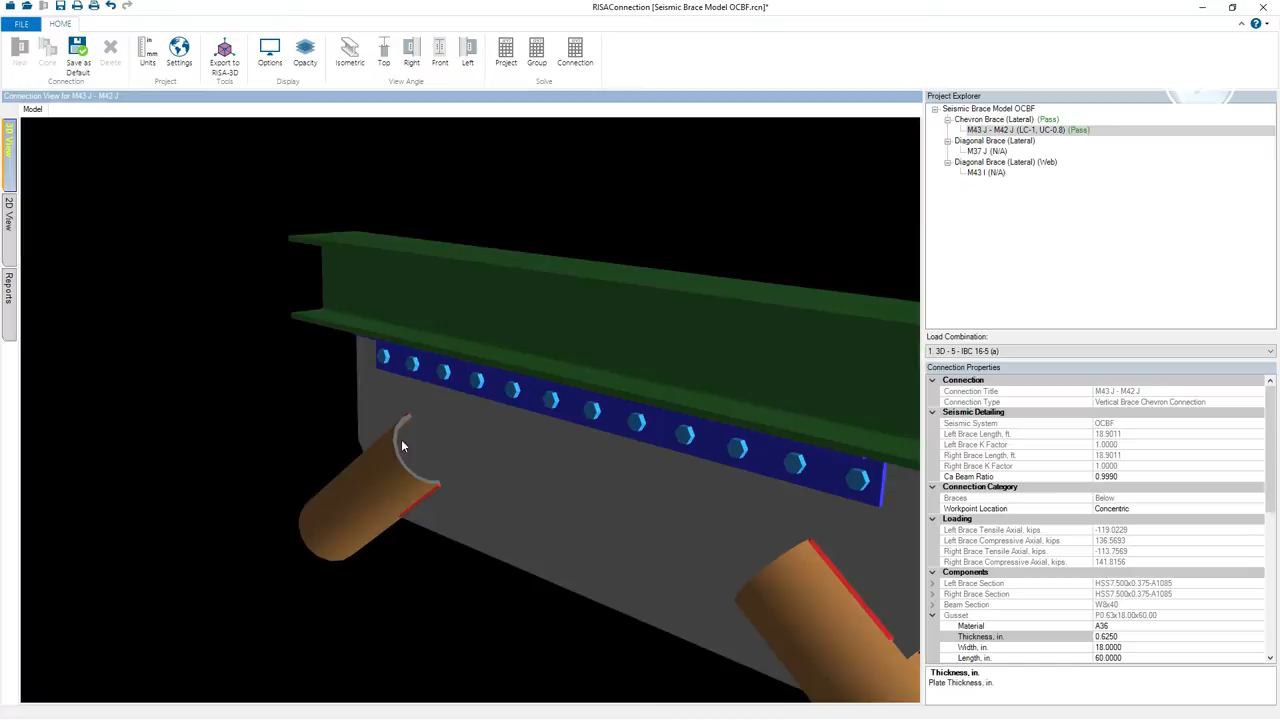 RISAConnection [Seismic Brace Model OCBF.rcn]*
FILE
HOME
New
Clone
Save as Default
Delete
Units
Settings
Export to RISA-3D
Options
Opacity
Isometric
Top
Right
Front
Left
Project
Group
Connection
Connection
Project
Tools
Display
View Angle
Solve
Connection View for M43 J - M42 J
Model
3D View
2D View
Reports
Project Explorer
Seismic Brace Model OCBF
Chevron Brace (Lateral) (Pass)
M43 J - M42 J (LC-1, UC-0.8) (Pass)
Diagonal Brace (Lateral)
M37 J (N/A)
Diagonal Brace (Lateral) (Web)
M43 I (N/A)
Load Combination:
1. 3D - 5 - IBC 16-5 (a)
Connection Properties
Connection
Connection Title M43 J - M42 J
Connection Type Vertical Brace Chevron Connection
Seismic Detailing
Seismic System OCBF
Left Brace Length, ft. 18.9011
Left Brace K Factor 1.0000
Right Brace Length, ft. 18.9011
Right Brace K Factor 1.0000
Ca Beam Ratio 0.9990
Connection Category
Braces Below
Workpoint Location Concentric
Loading
Left Brace Tensile Axial, kips. -119.0229
Left Brace Compressive Axial, kips. 136.5693
Right Brace Tensile Axial, kips. -113.7569
Right Brace Compressive Axial, kips. 141.8156
Components
Left Brace Section HSS7.500x0.375-A1085
Right Brace Section HSS7.500x0.375-A1085
Beam Section W8x40
Gusset P0.63x18.00x60.00
Material A36
Thickness, in. 0.6250
Width, in. 18.0000
Length, in. 60.0000
Thickness, in.
Plate Thickness, in.